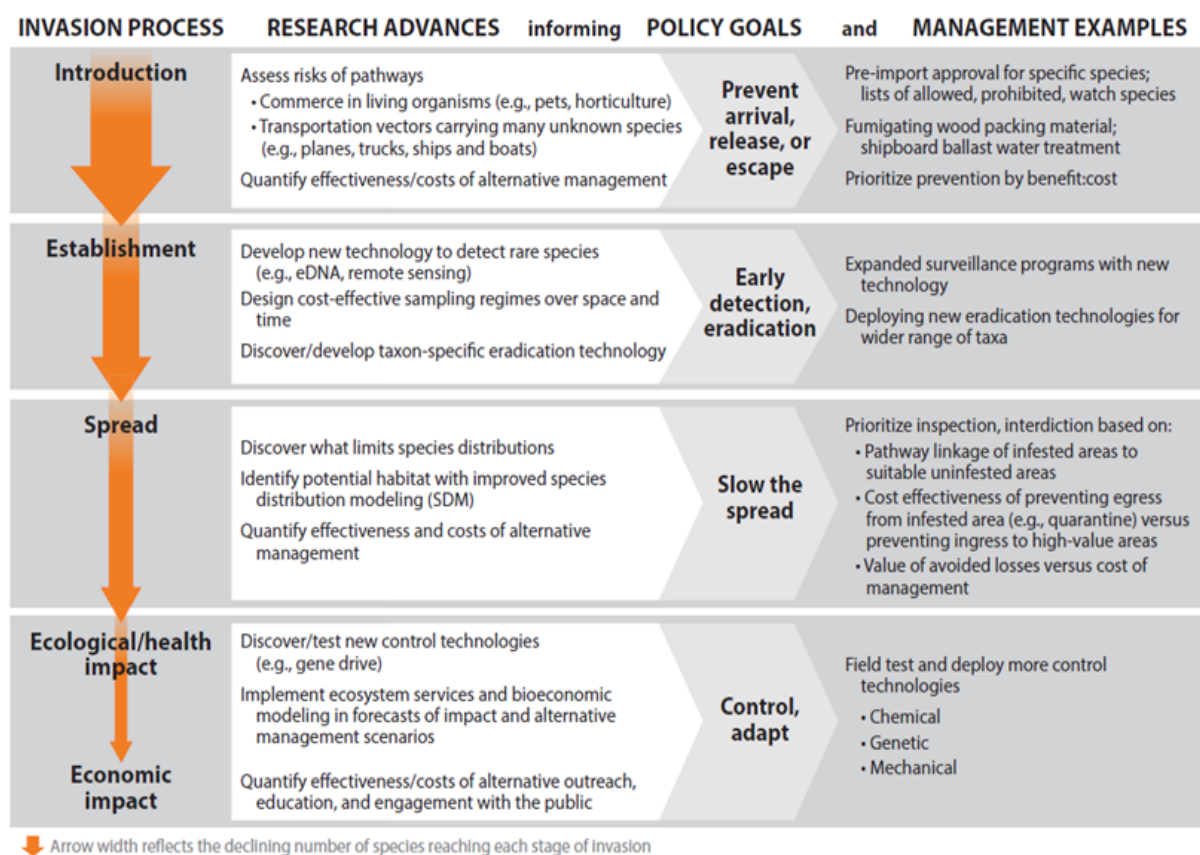 INVASION PROCESS RESEARCH ADVANCES informing POLICY GOALS and MANAGEMENT EXAMPLES
Introduction
Assess risks of pathways
• Commerce in living organisms (e.g., pets, horticulture)
• Transportation vectors carrying many unknown species
(e.g., planes, trucks, ships and boats)
Quantify effectiveness/costs of alternative management
Prevent
arrival,
release, or
escape
Pre-import approval for specific species;
lists of allowed, prohibited, watch species
Fumigating wood packing material;
shipboard ballast water treatment
Prioritize prevention by benefit:cost
Establishment
Develop new technology to detect rare species
(e.g., eDNA, remote sensing)
Design cost-effective sampling regimes over space and
time
Discover/develop taxon-specific eradication technology
Early
detection,
eradication
Expanded surveillance programs with new
technology
Deploying new eradication technologies for
wider range of taxa
Spread
Discover what limits species distributions
Identify potential habitat with improved species
distribution modeling (SDM)
Quantify effectiveness and costs of alternative
management
Slow the
spread
Prioritize inspection, interdiction based on:
• Pathway linkage of infested areas to
suitable uninfested areas
• Cost effectiveness of preventing egress
from infested area (e.g., quarantine) versus
preventing ingress to high-value areas
• Value of avoided losses versus cost of
management
Ecological/health
impact
Economic
impact
Discover/test new control technologies
(e.g., gene drive)
Implement ecosystem services and bioeconomic
modeling in forecasts of impact and alternative
management scenarios
Quantify effectiveness/costs of alternative outreach,
education, and engagement with the public
Control,
adapt
Field test and deploy more control
technologies
• Chemical
• Genetic
• Mechanical
Arrow width reflects the declining number of species reaching each stage of invasion